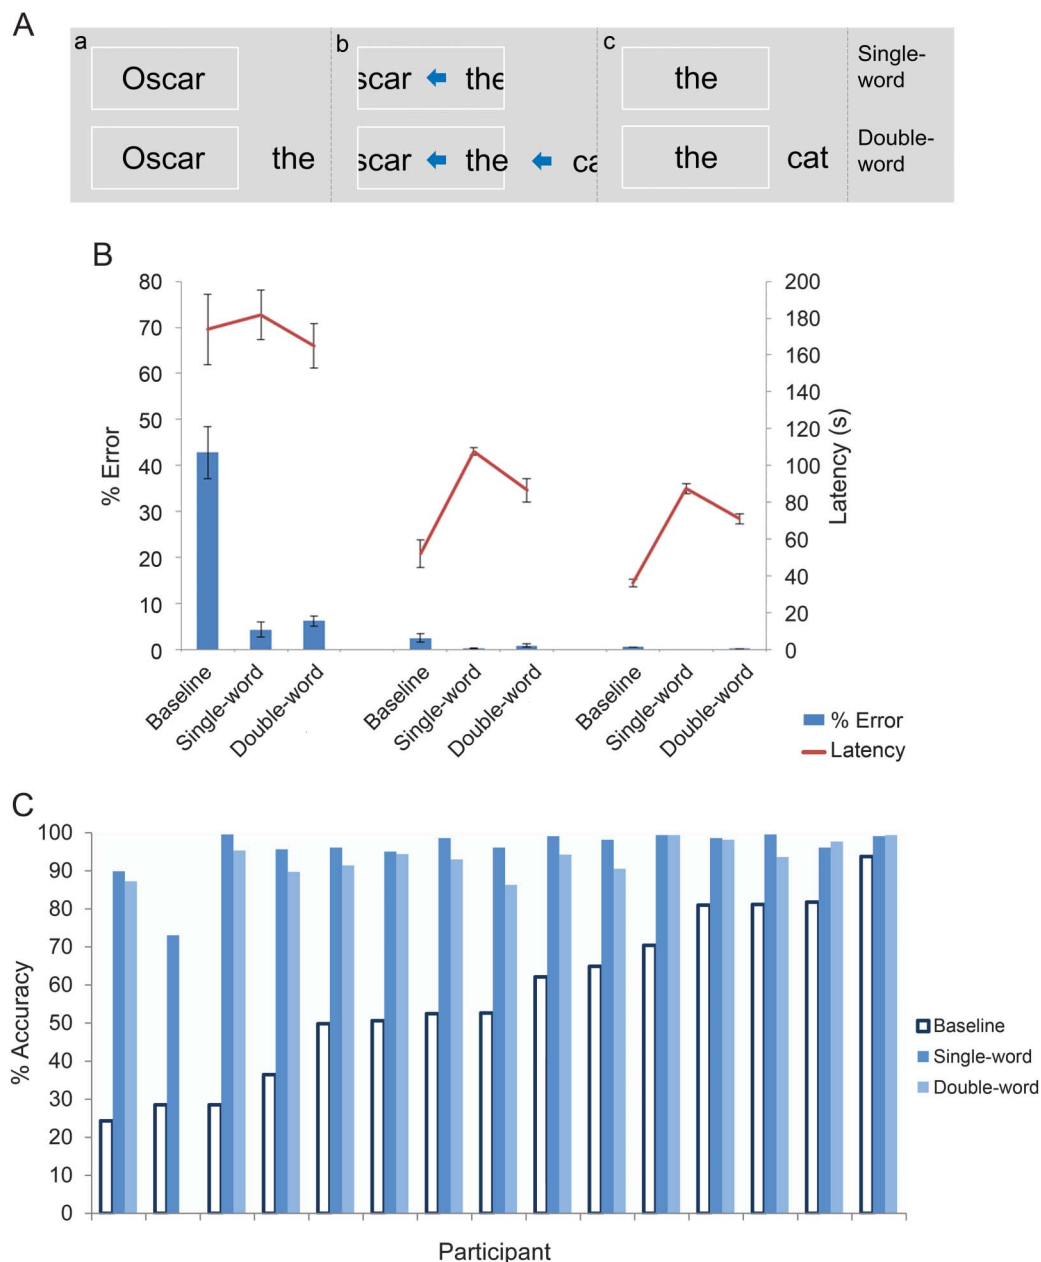 A
a
b
c
Oscar
scar
the
the
Single-
word
Oscar
the
scar
the
ca
the
cat
Double-
word
B
80
70
60
50
40
30
20
10
0
% Error
200
180
160
140
120
100
80
60
40
20
0
Latency (s)
Baseline
Single-word
Double-word
Baseline
Single-word
Double-word
Baseline
Single-word
Double-word
% Error
Latency
C
100
90
80
70
60
50
40
30
20
10
0
% Accuracy
Baseline
Single-word
Double-word
Participant